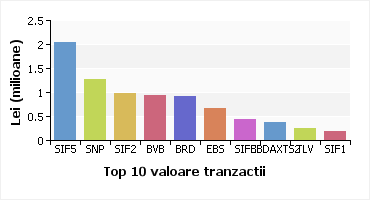 Lei (milioane)
2.5
2
1.5
1
0.5
0
SIF5 SNP SIF2 BVB BRD EBS TLV SIF1
Top 10 valoare tranzactii